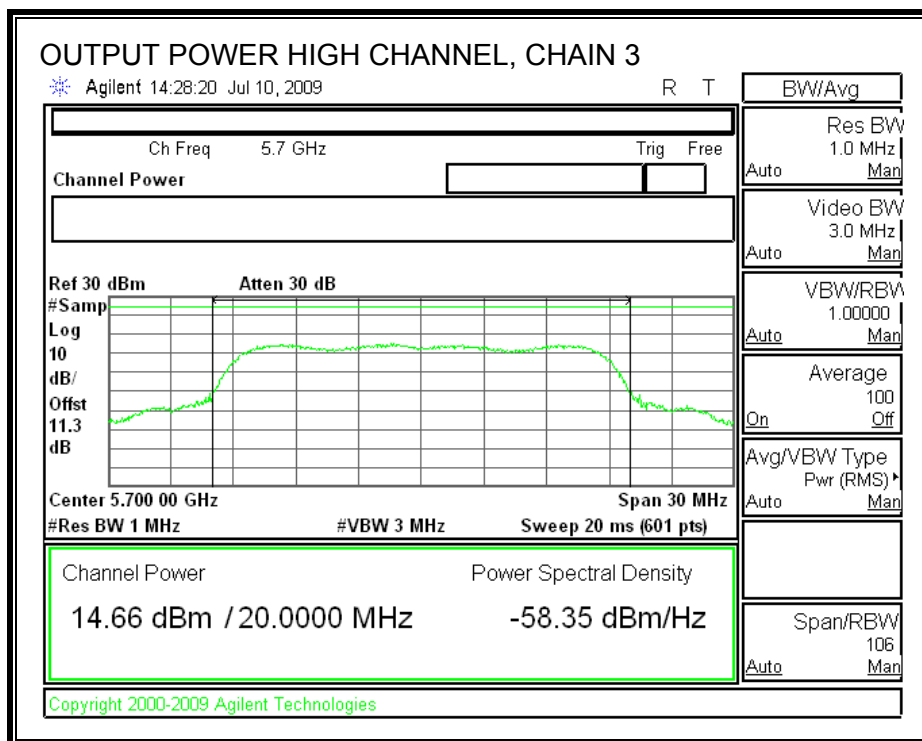 OUTPUT POWER HIGH CHANNEL, CHAIN 3
Agilent 14:28:20 Jul 10, 2009
R T
Ch Freq 5.7 GHz
Trig Free
Channel Power
Ref 30 dBm
Atten 30 dB
#Samp
Log
10
dB/
Offst
11.3
dB
Center 5.700 00 GHz
Span 30 MHz
#Res BW 1 MHz
#VBW 3 MHz
Sweep 20 ms (601 pts)
Channel Power
Power Spectral Density
14.66 dBm / 20.0000 MHz
-58.35 dBm/Hz
Copyright 2000-2009 Agilent Technologies
BW/Avg
Res BW
1.0 MHz
Auto Man
Video BW
3.0 MHz
Auto Man
VBW/RBW
1.00000
Auto Man
Average
100
On Off
Avg/VBW Type
Pwr (RMS)
Auto Man
Span/RBW
106
Auto Man